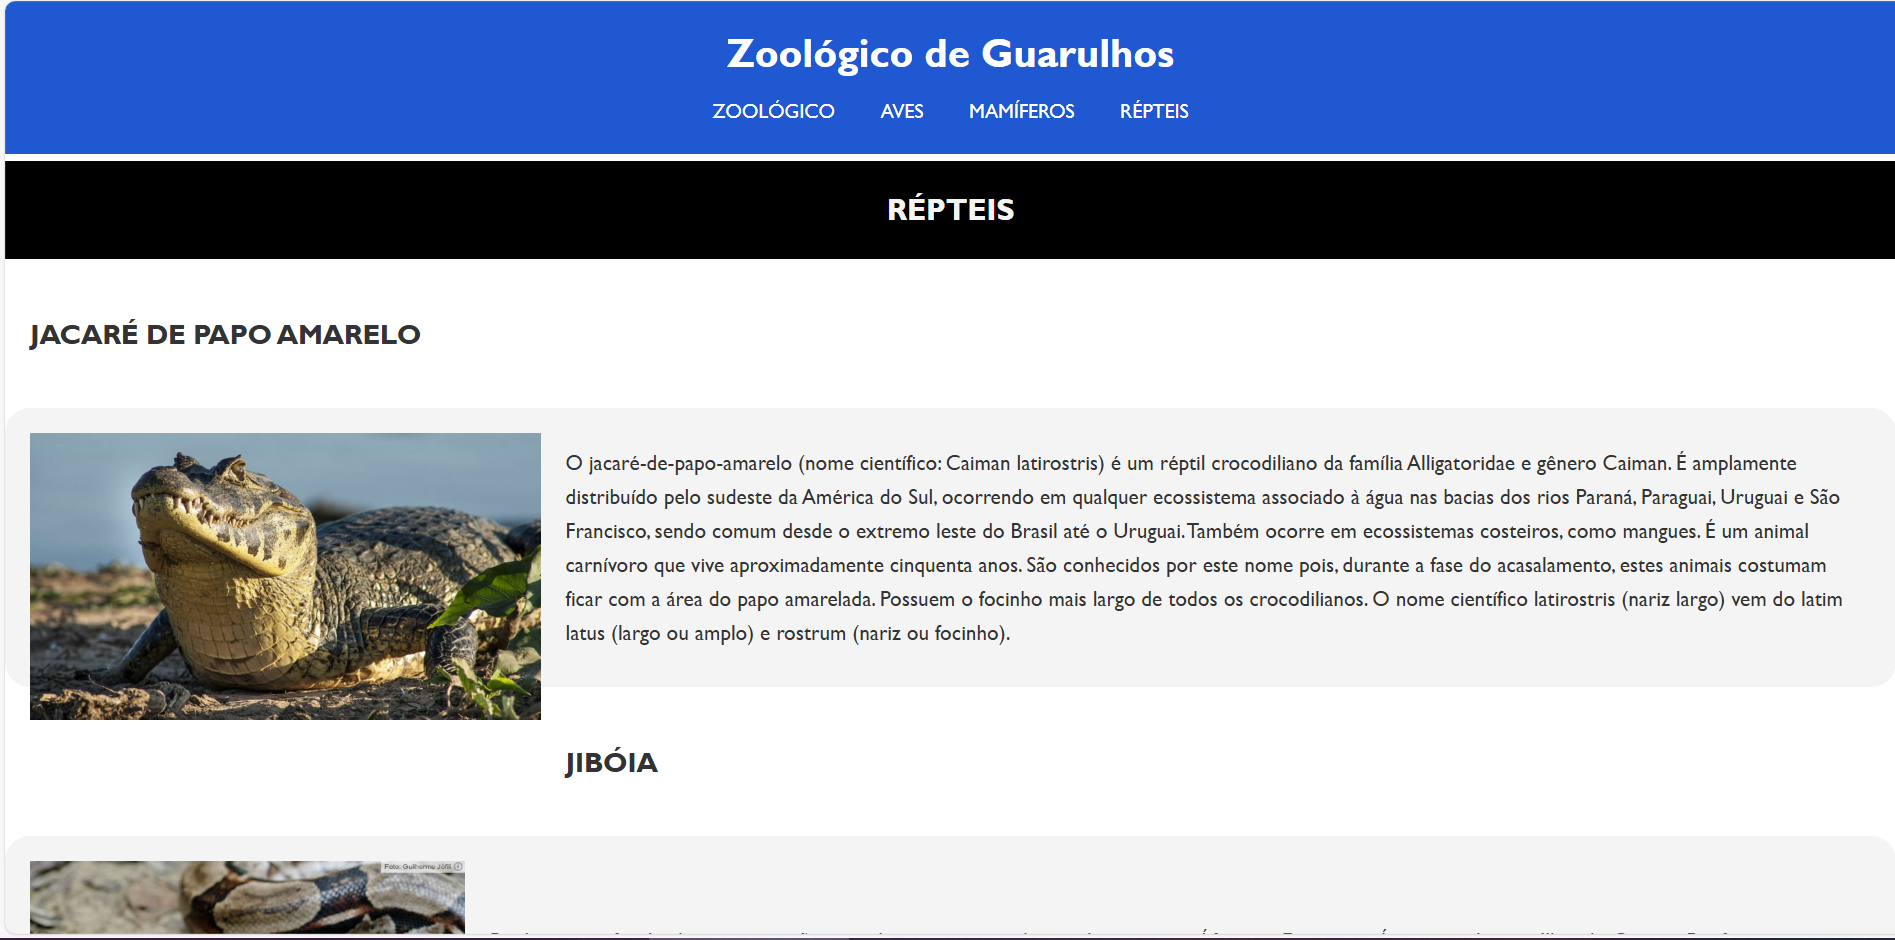 Zoológico de Guarulhos
ZOOLÓGICO AVES MAMÍFEROS RÉPTEIS
RÉPTEIS
JACARÉ DE PAPO AMARELO
O jacaré-de-papo-amarelo (nome científico: Caiman latirostris) é um réptil crocodiliano da família Alligatoridae e gênero Caiman. É amplamente
distribuído pelo sudeste da América do Sul, ocorrendo em qualquer ecossistema associado à água nas bacias dos rios Paraná, Paraguai, Uruguai e São
Francisco, sendo comum desde o extremo leste do Brasil até o Uruguai. Também ocorre em ecossistemas costeiros, como mangues. É um animal
carnívoro que vive aproximadamente cinquenta anos. São conhecidos por este nome pois, durante a fase do acasalamento, estes animais costumam
ficar com a área do papo amarelada. Possuem o focinho mais largo de todos os crocodilianos. O nome científico latirostris (nariz largo) vem do latim
latus (largo ou amplo) e rostrum (nariz ou focinho).
JIBÓIA
Foto: Guilherme Jófili